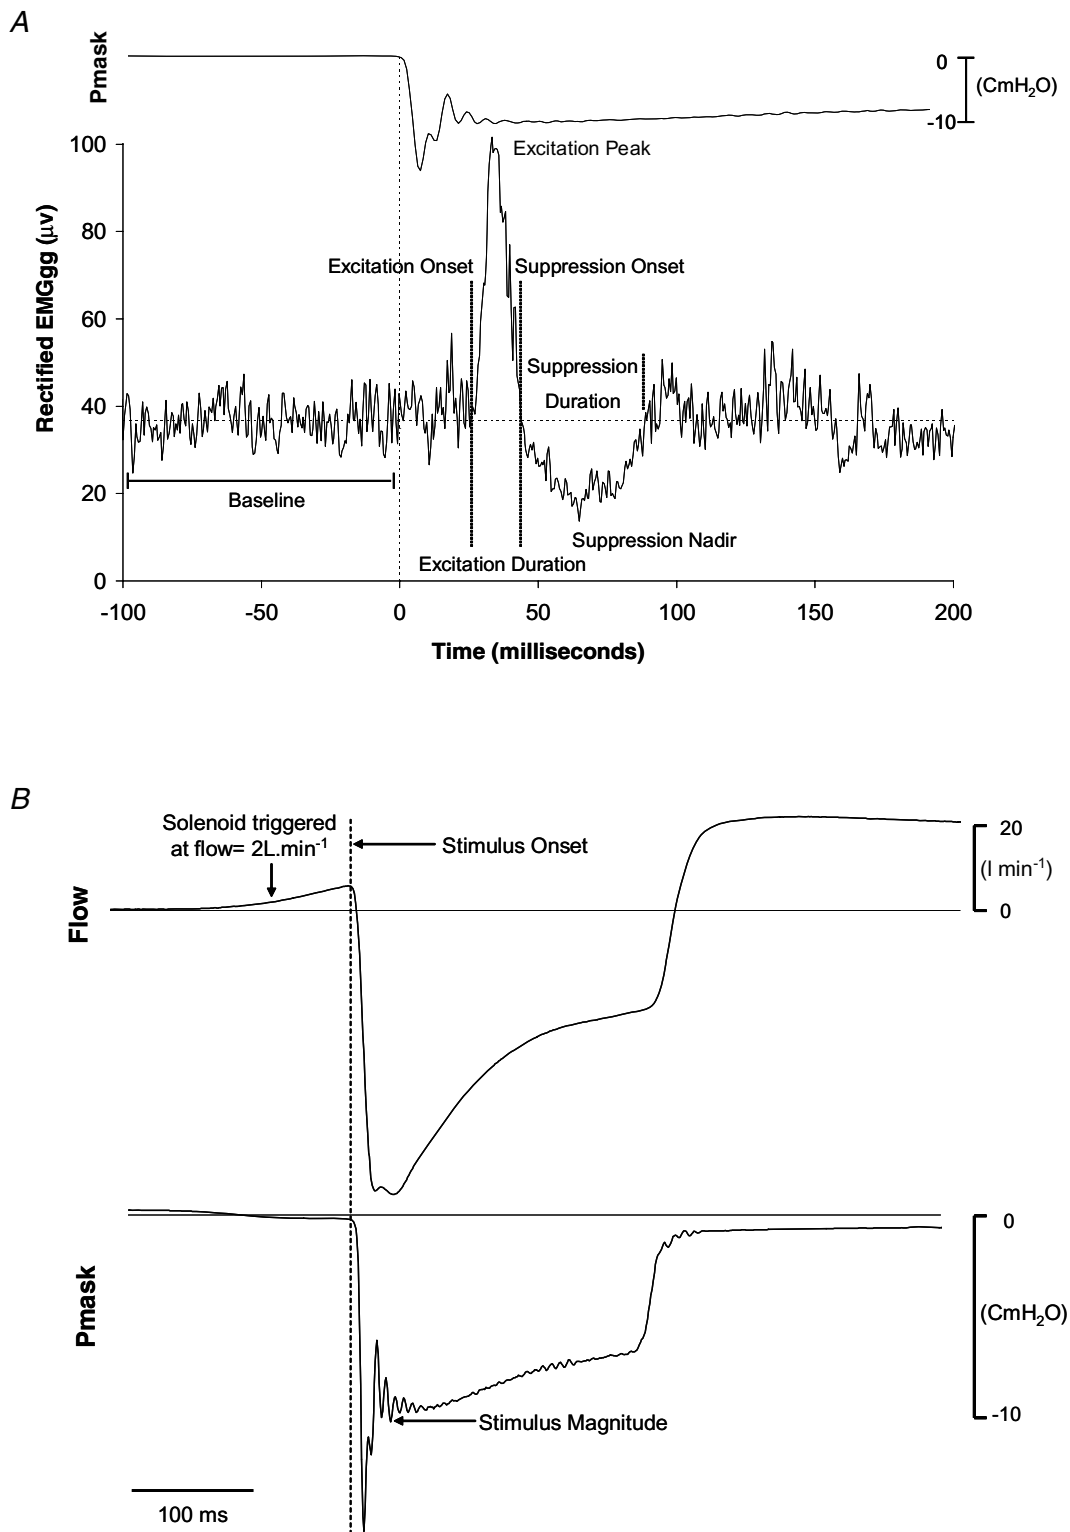 A
Pmask
0
(CmH2O)
-10
Excitation Peak
100
80
60
40
20
0
Rectified EMGgg (μv)
Excitation Onset
Suppression Onset
Suppression
Duration
Baseline
Suppression Nadir
Excitation Duration
-100
-50
0
50
100
150
200
Time (milliseconds)
B
Solenoid triggered
at flow= 2L.min-1
Stimulus Onset
20
(l min-1)
0
Flow
0
Pmask
(CmH2O)
-10
Stimulus Magnitude
100 ms